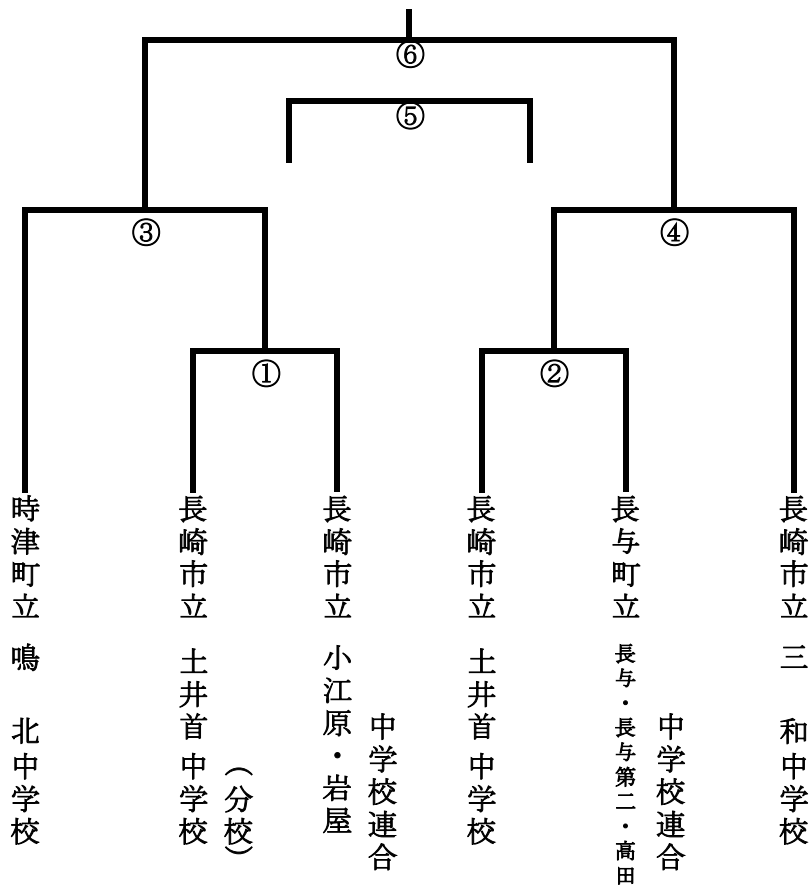 ⑥
⑤
③
④
①
②
時津町立 鳴北中学校
長崎市立 土井首中学校
(分校)
長崎市立 小江原・岩屋
中学校連合
長崎市立 土井首中学校
長与町立 長与・長与第二・高田
中学校連合
長崎市立 三和中学校